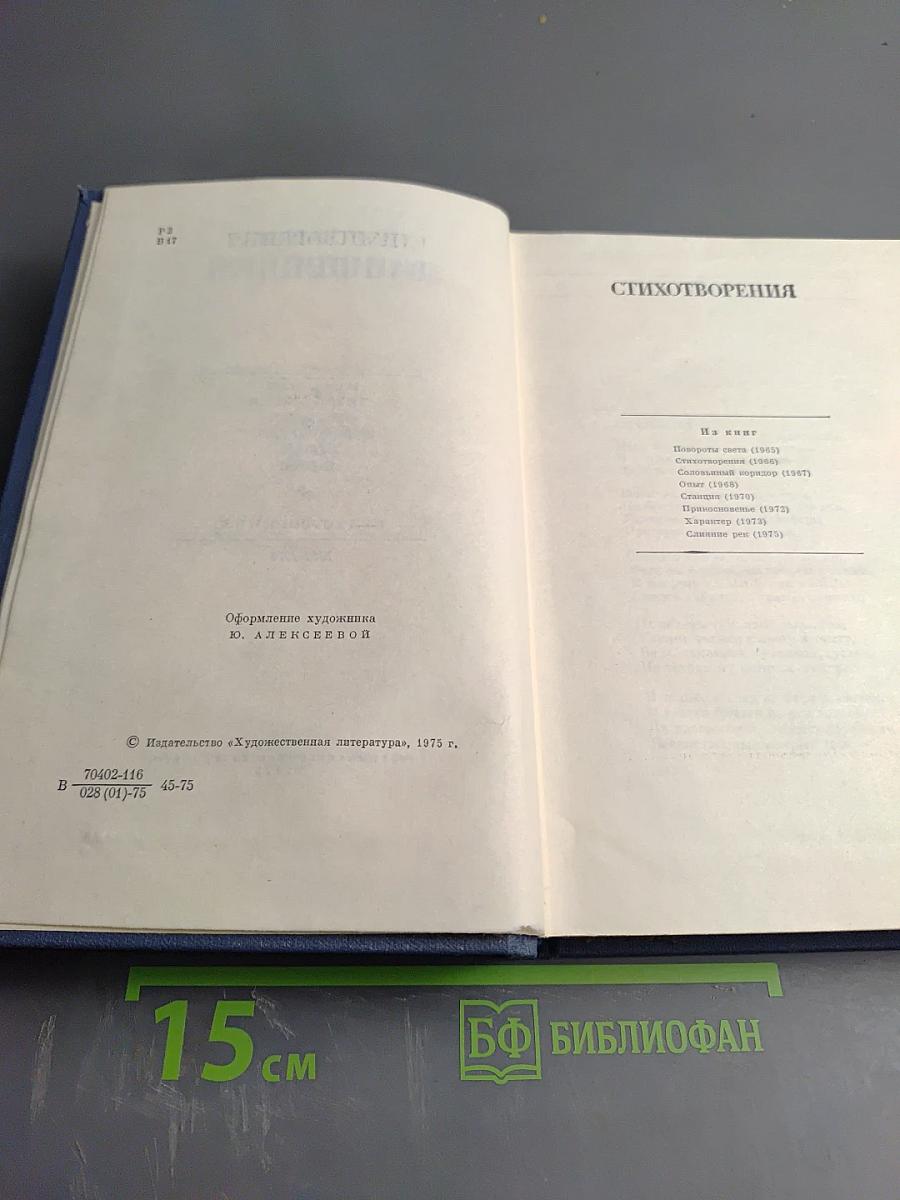 Р 2
В 17
Оформление художника
Ю. АЛЕКСЕЕВОЙ
© Издательство «Художественная литература», 1975 г.
В 70402-116 45-75
028 (01)-75
СТИХОТВОРЕНИЯ
Из книг
Повороты света (1965)
Стихотворения (1966)
Соловьиный коридор (1967)
Опыт (1968)
Станция (1970)
Прикосновенье (1972)
Характер (1973)
Слияние рек (1975)
15 см
БФ БИБЛИОФАН